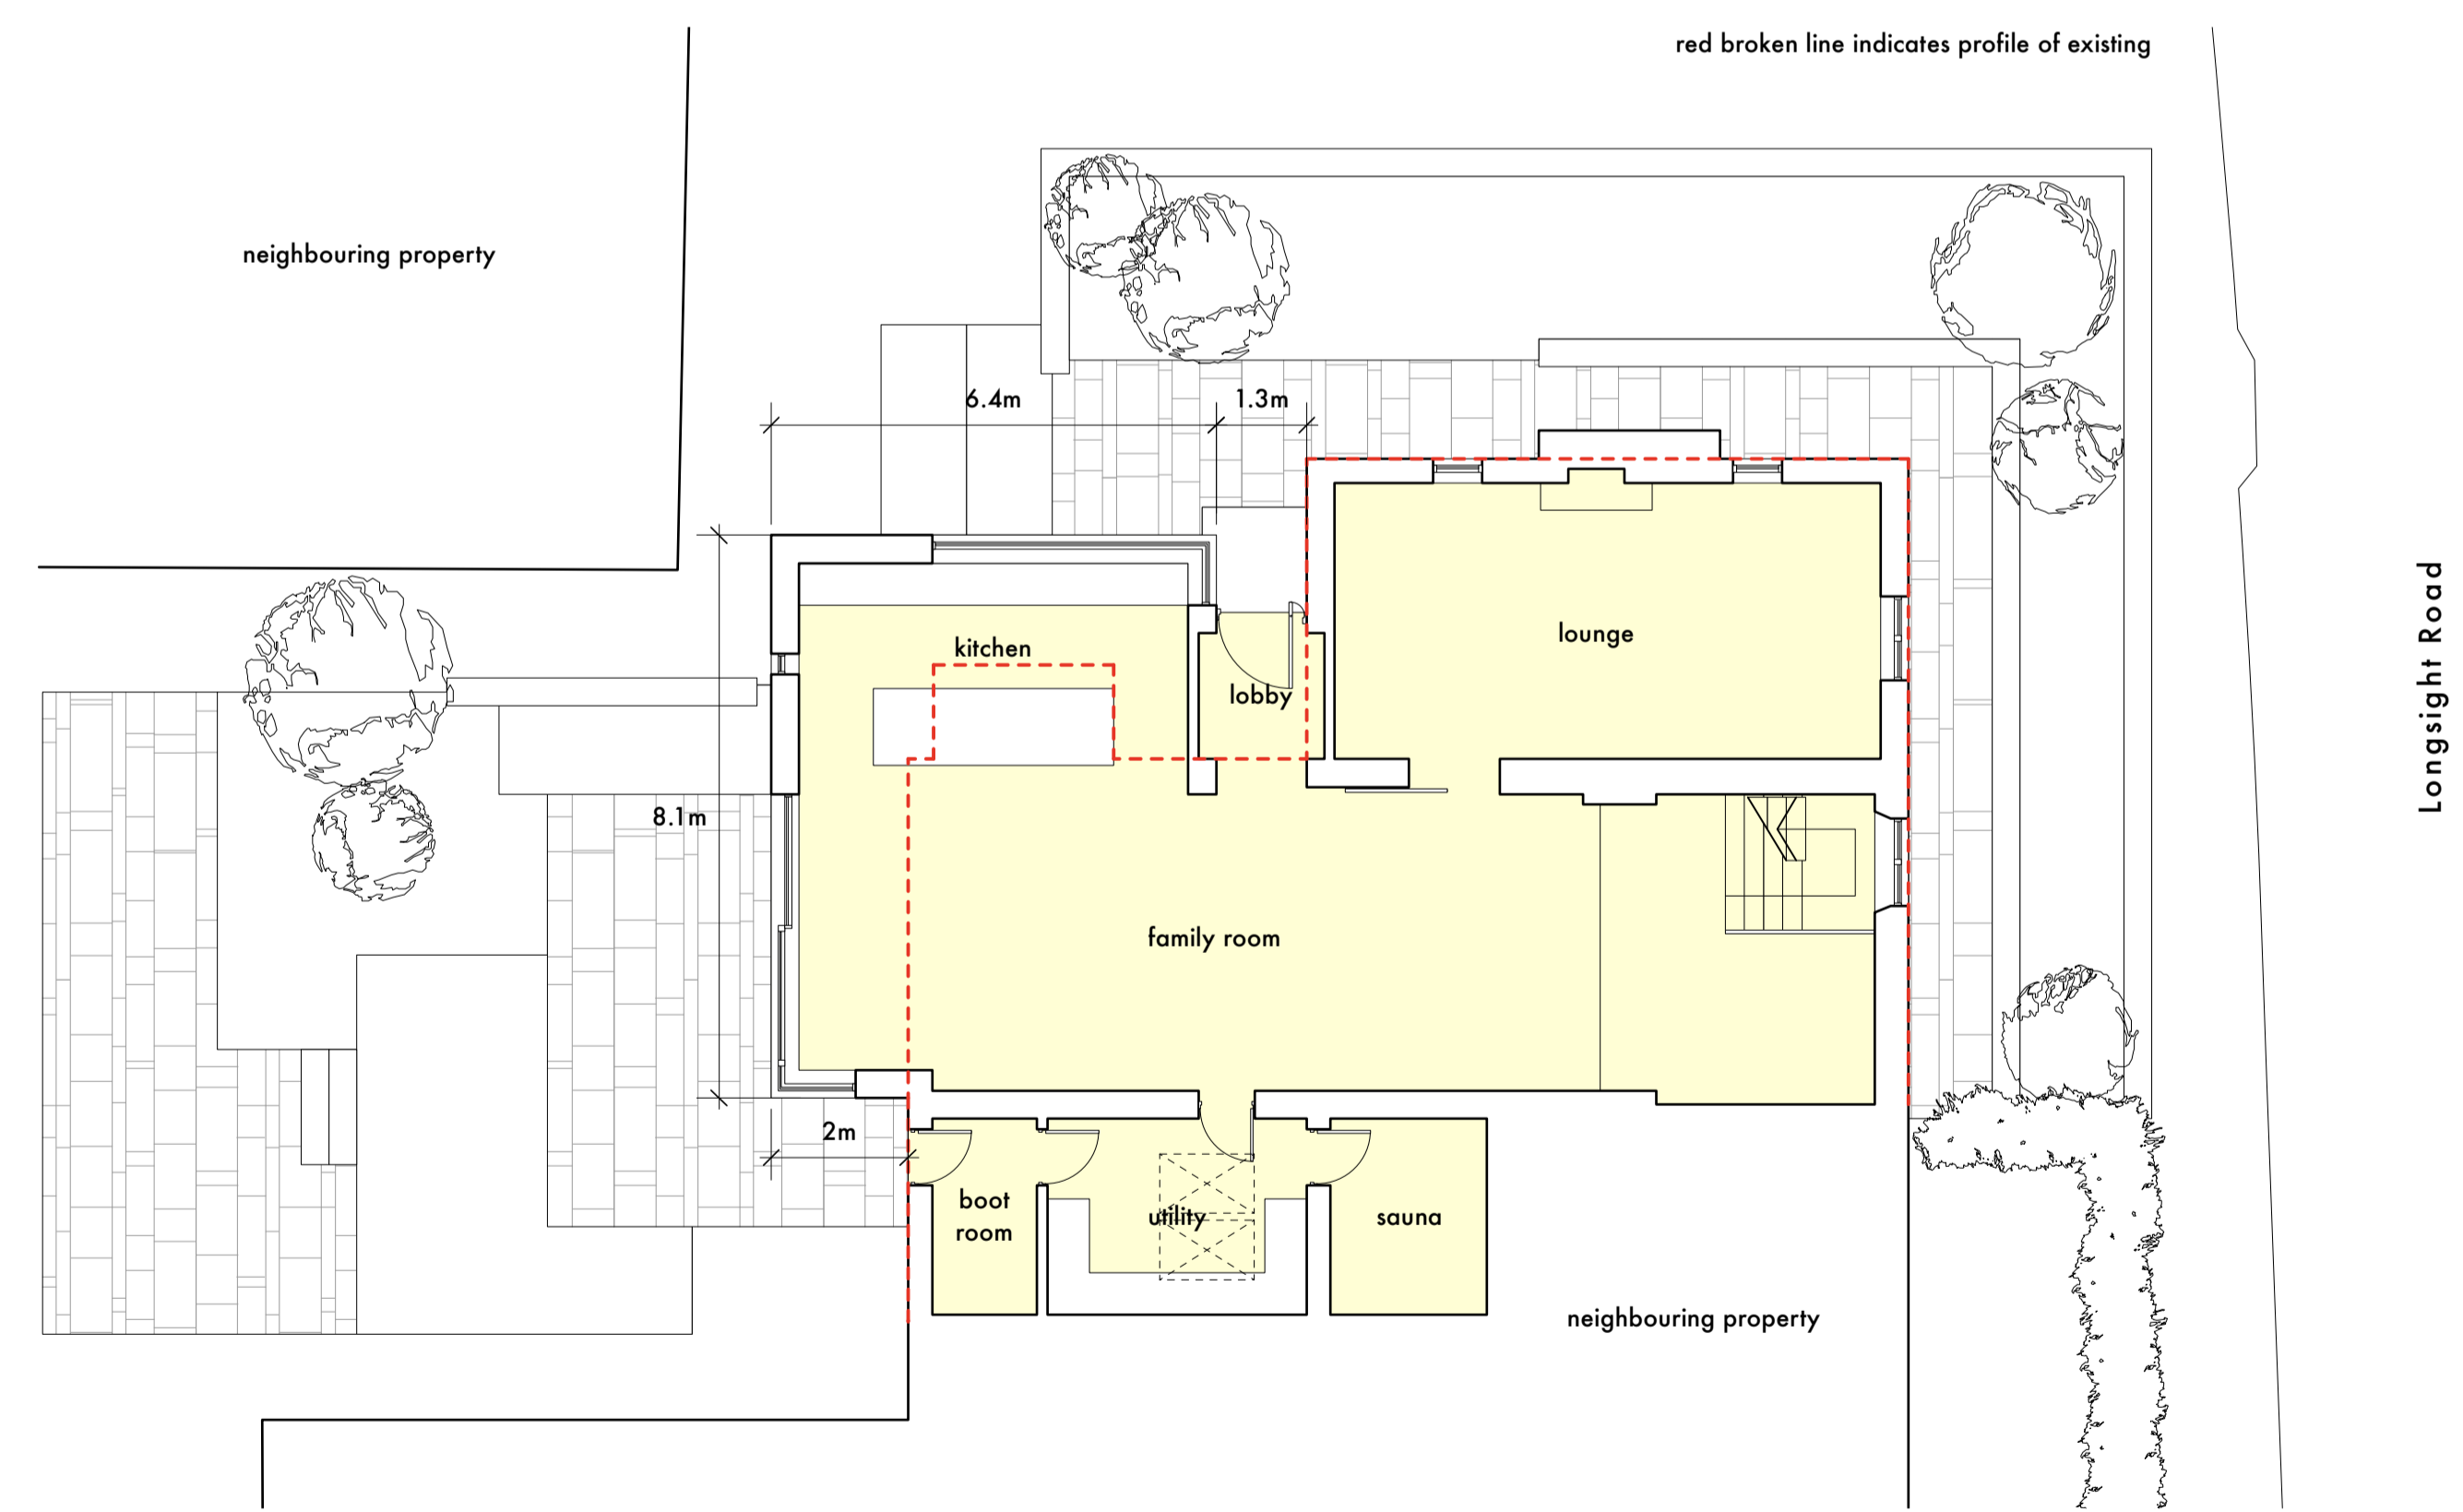 red broken line indicates profile of existing
neighbouring property
6.4m
1.3m
Longsight Road
kitchen
lounge
lobby
8.1m
family room
2m
boot
room
utility
sauna
neighbouring property